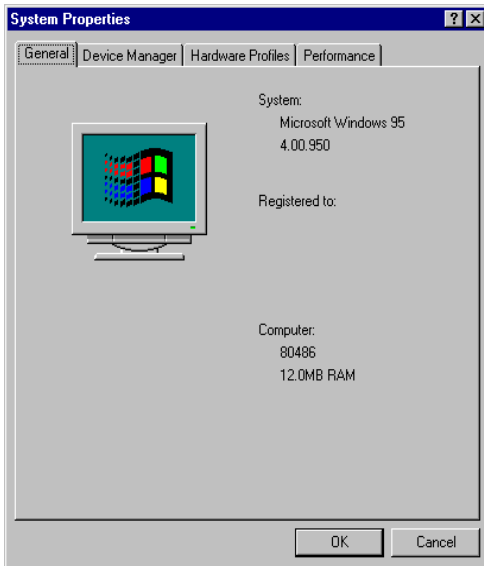 System Properties
General Device Manager Hardware Profiles Performance
System:
Microsoft Windows 95
4.00.950
Registered to:
Computer:
80486
12.0MB RAM
OK Cancel